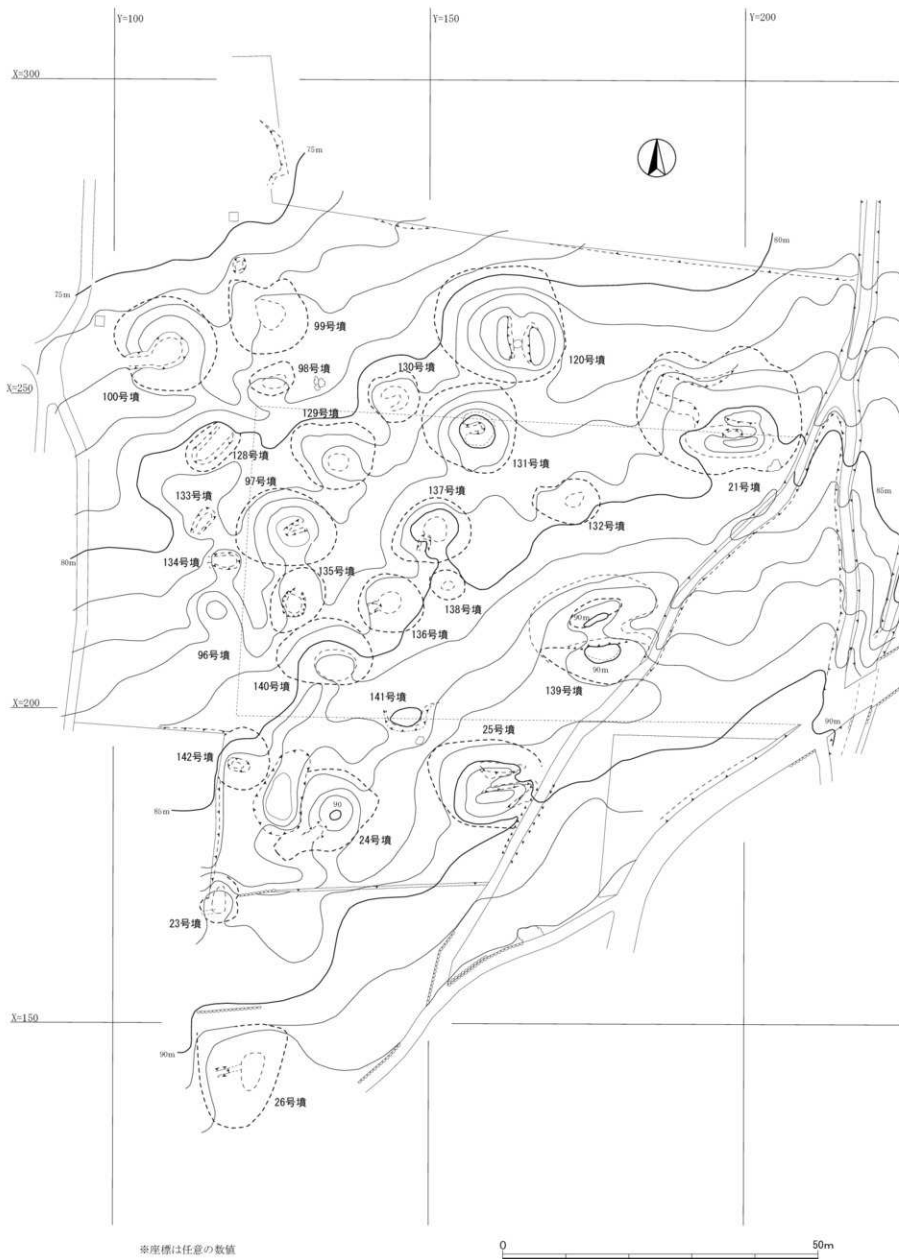 Y=100
Y=150
Y=200
X=300
75m
80m
75m
99号墳
120号墳
98号墳
130号墳
X=250
100号墳
129号墳
128号墳
131号墳
21号墳
97号墳
137号墳
85m
133号墳
132号墳
80m
134号墳
135号墳
138号墳
136号墳
90m
96号墳
90m
140号墳
139号墳
141号墳
X=200
90m
25号墳
142号墳
85m
90
24号墳
23号墳
X=150
90m
26号墳
※座標は任意の数値
0
50m